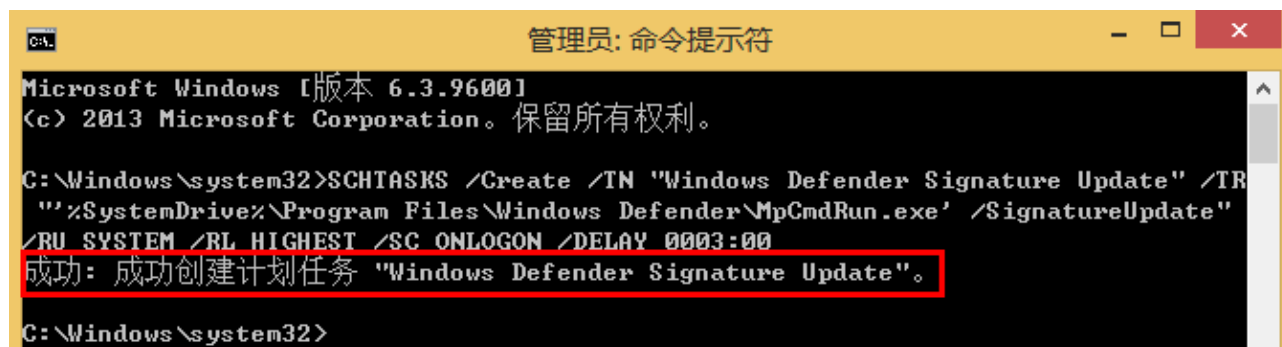 管理员: 命令提示符
Microsoft Windows [版本 6.3.9600]
(c) 2013 Microsoft Corporation。保留所有权利。
C:\Windows\system32>SCHTASKS /Create /TN "Windows Defender Signature Update" /TR
"'%SystemDrive%\Program Files\Windows Defender\MpCmdRun.exe' /SignatureUpdate"
/RU SYSTEM /RL HIGHEST /SC ONLOGON /DELAY 0003:00
成功: 成功创建计划任务 "Windows Defender Signature Update"。
C:\Windows\system32>